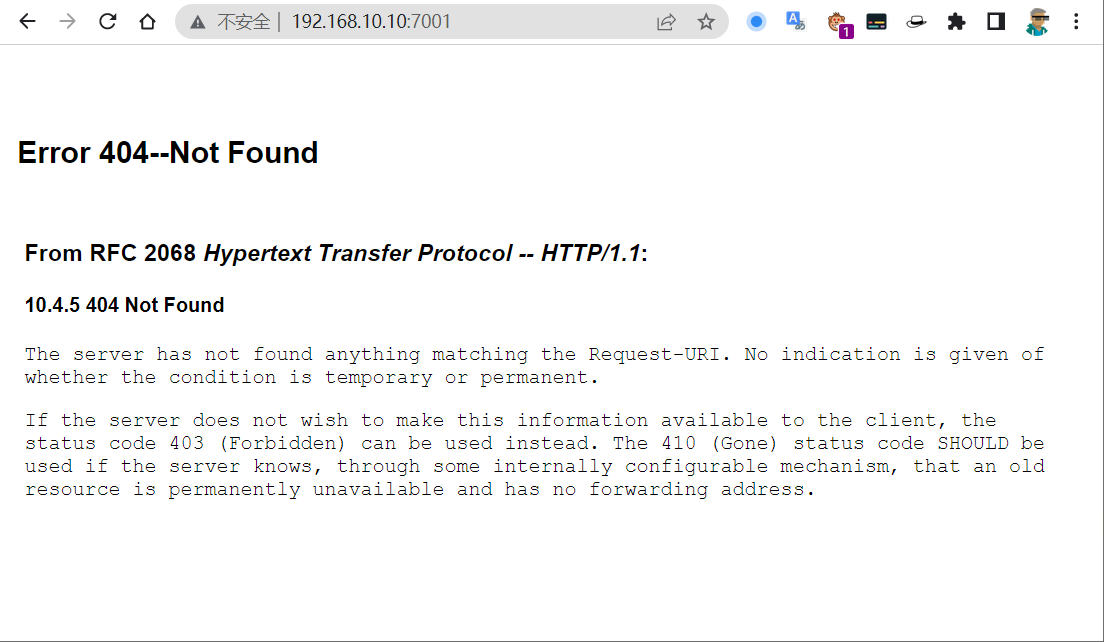 不安全 | 192.168.10.10:7001
1
Error 404--Not Found
From RFC 2068 Hypertext Transfer Protocol -- HTTP/1.1:
10.4.5 404 Not Found
The server has not found anything matching the Request-URI. No indication is given of
whether the condition is temporary or permanent.
If the server does not wish to make this information available to the client, the
status code 403 (Forbidden) can be used instead. The 410 (Gone) status code SHOULD be
used if the server knows, through some internally configurable mechanism, that an old
resource is permanently unavailable and has no forwarding address.